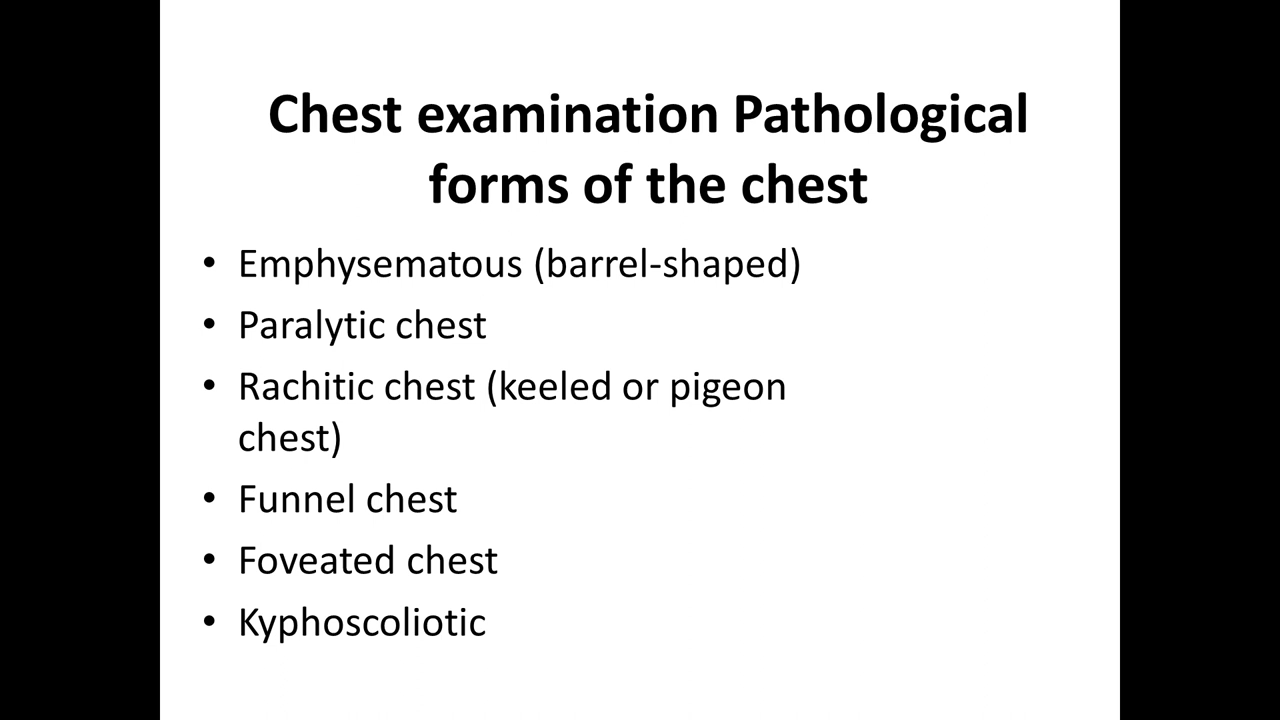 Chest examination Pathological
forms of the chest
• Emphysematous (barrel-shaped)
• Paralytic chest
• Rachitic chest (keeled or pigeon
chest)
• Funnel chest
• Foveated chest
• Kyphoscoliotic